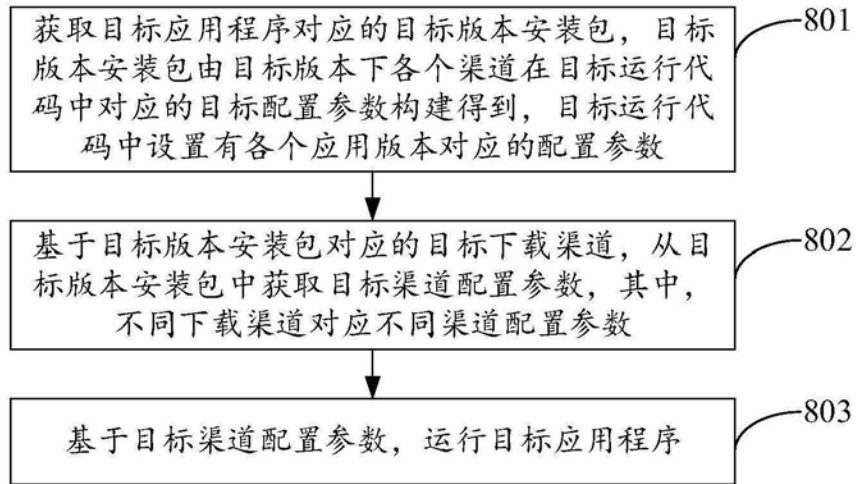 获取目标应用程序对应的目标版本安装包，目标
版本安装包由目标版本下各个渠道在目标运行代
码中对应的目标配置参数构建得到，目标运行代
码中设置有各个应用版本对应的配置参数
801
基于目标版本安装包对应的目标下载渠道，从目
标版本安装包中获取目标渠道配置参数，其中，
不同下载渠道对应不同渠道配置参数
802
基于目标渠道配置参数，运行目标应用程序
803